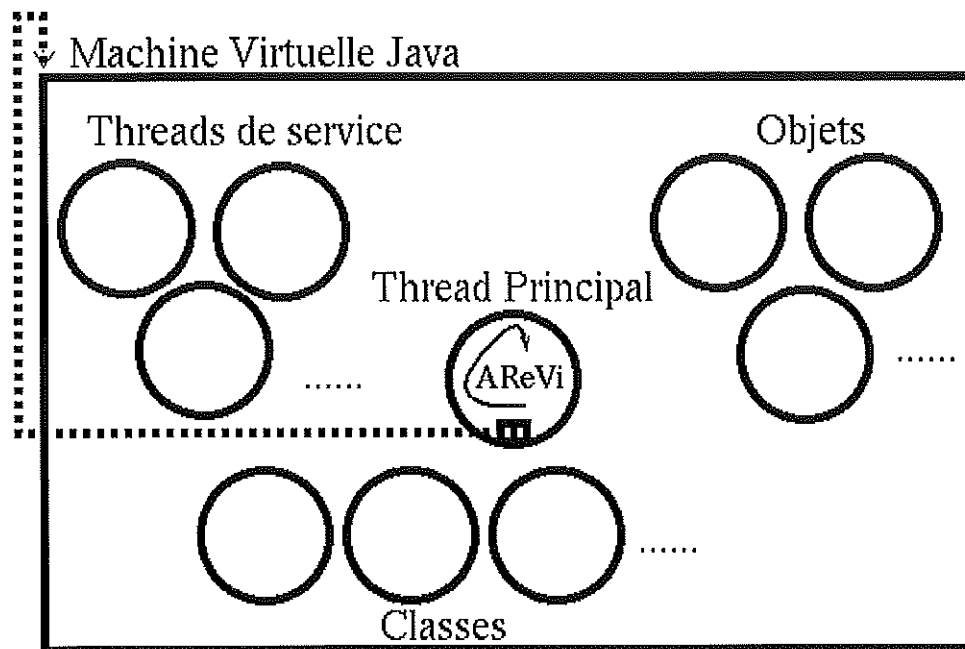 Machine Virtuelle Java
Threads de service
Objets
Thread Principal
AReVi
......
......
......
Classes